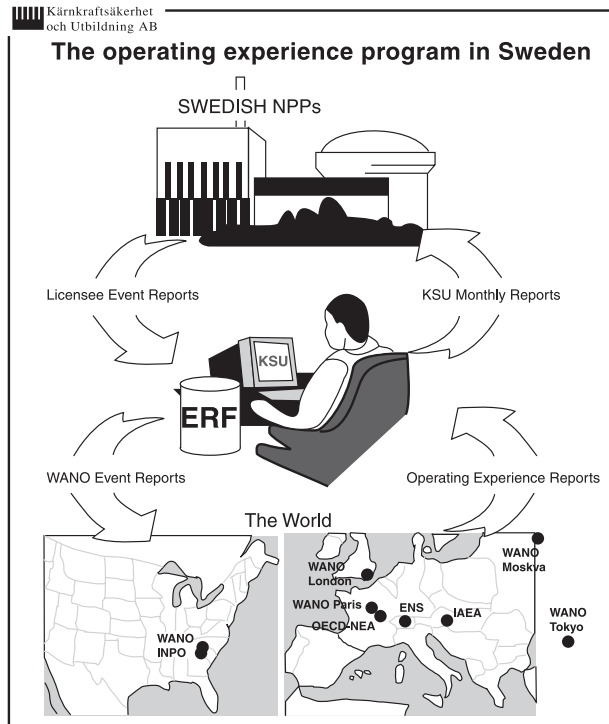 Kärnkraftsäkerhet
och Utbildning AB
The operating experience program in Sweden
SWEDISH NPPs
Licensee Event Reports
KSU Monthly Reports
KSU
ERF
WANO Event Reports
Operating Experience Reports
The World
WANO
INPO
WANO
London
WANO Paris
OECD-NEA
ENS
IAEA
WANO
Moskva
WANO
Tokyo